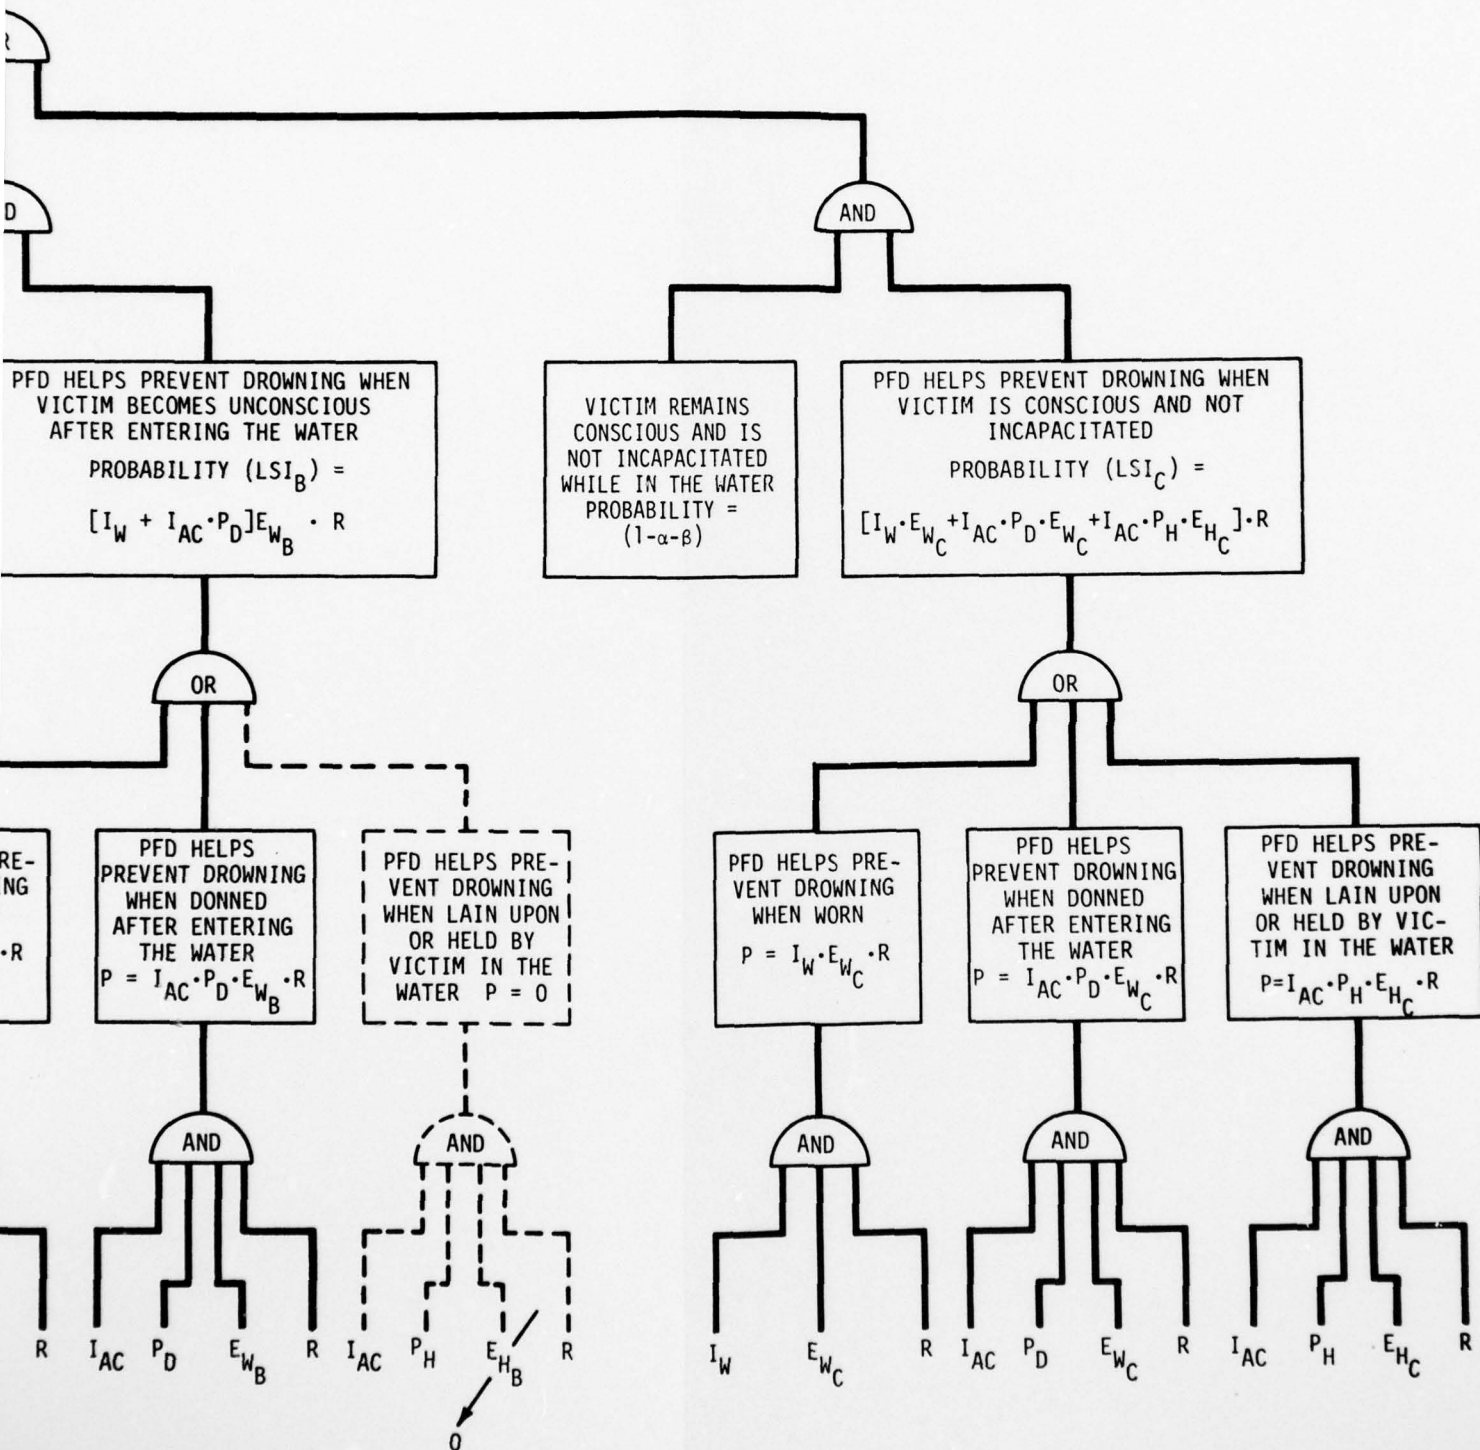 R
D
AND
PFD HELPS PREVENT DROWNING WHEN
VICTIM BECOMES UNCONSCIOUS
AFTER ENTERING THE WATER
PROBABILITY (LSI_B) =
[I_W + I_AC·P_D]E_W_B · R
VICTIM REMAINS
CONSCIOUS AND IS
NOT INCAPACITATED
WHILE IN THE WATER
PROBABILITY =
(1-α-β)
PFD HELPS PREVENT DROWNING WHEN
VICTIM IS CONSCIOUS AND NOT
INCAPACITATED
PROBABILITY (LSI_C) =
[I_W·E_W_C+I_AC·P_D·E_W_C+I_AC·P_H·E_H_C]·R
OR
OR
RE-
NG
·R
PFD HELPS
PREVENT DROWNING
WHEN DONNED
AFTER ENTERING
THE WATER
P = I_AC·P_D·E_W_B·R
PFD HELPS PRE-
VENT DROWNING
WHEN LAIN UPON
OR HELD BY
VICTIM IN THE
WATER P = 0
PFD HELPS PRE-
VENT DROWNING
WHEN WORN
P = I_W·E_W_C·R
PFD HELPS
PREVENT DROWNING
WHEN DONNED
AFTER ENTERING
THE WATER
P = I_AC·P_D·E_W_C·R
PFD HELPS PRE-
VENT DROWNING
WHEN LAIN UPON
OR HELD BY VIC-
TIM IN THE WATER
P=I_AC·P_H·E_H_C·R
AND
AND
AND
AND
AND
R
I_AC P_D E_W_B R
I_AC P_H E_H_B R
0
I_W E_W_C R
I_AC P_D E_W_C R
I_AC P_H E_H_C R